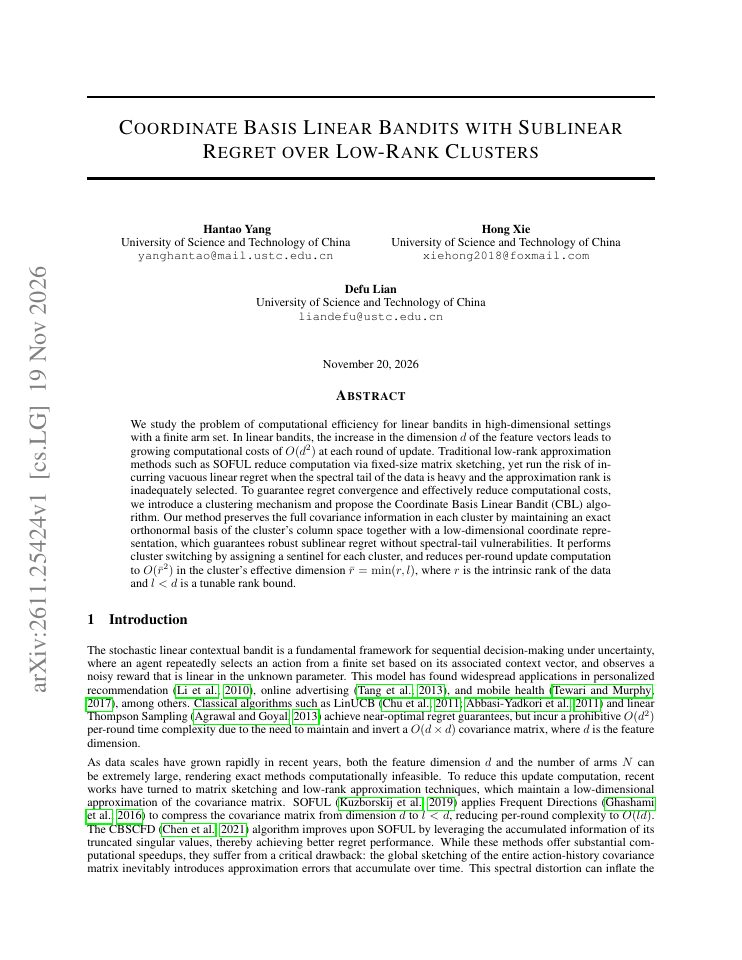 COORDINATE BASIS LINEAR BANDITS WITH SUBLINEAR
REGRET OVER LOW-RANK CLUSTERS
Hantao Yang
University of Science and Technology of China
yanghantao@mail.ustc.edu.cn
Hong Xie
University of Science and Technology of China
xiehong2018@foxmail.com
Defu Lian
University of Science and Technology of China
liandefu@ustc.edu.cn
arXiv:2611.25424v1 [cs.LG] 19 Nov 2026
November 20, 2026
ABSTRACT
We study the problem of computational efficiency for linear bandits in high-dimensional settings
with a finite arm set. In linear bandits, the increase in the dimension d of the feature vectors leads to
growing computational costs of O(d²) at each round of update. Traditional low-rank approximation
methods such as SOFUL reduce computation via fixed-size matrix sketching, yet run the risk of in-
curring vacuous linear regret when the spectral tail of the data is heavy and the approximation rank is
inadequately selected. To guarantee regret convergence and effectively reduce computational costs,
we introduce a clustering mechanism and propose the Coordinate Basis Linear Bandit (CBL) algo-
rithm. Our method preserves the full covariance information in each cluster by maintaining an exact
orthonormal basis of the cluster's column space together with a low-dimensional coordinate repre-
sentation, which guarantees robust sublinear regret without spectral-tail vulnerabilities. It performs
cluster switching by assigning a sentinel for each cluster, and reduces per-round update computation
to O(r̄²) in the cluster's effective dimension r̄ = min(r, l), where r is the intrinsic rank of the data
and l < d is a tunable rank bound.
1 Introduction
The stochastic linear contextual bandit is a fundamental framework for sequential decision-making under uncertainty,
where an agent repeatedly selects an action from a finite set based on its associated context vector, and observes a
noisy reward that is linear in the unknown parameter. This model has found widespread applications in personalized
recommendation (Li et al., 2010), online advertising (Tang et al., 2013), and mobile health (Tewari and Murphy,
2017), among others. Classical algorithms such as LinUCB (Chu et al., 2011; Abbasi-Yadkori et al., 2011) and linear
Thompson Sampling (Agrawal and Goyal, 2013) achieve near-optimal regret guarantees, but incur a prohibitive O(d²)
per-round time complexity due to the need to maintain and invert a O(d × d) covariance matrix, where d is the feature
dimension.
As data scales have grown rapidly in recent years, both the feature dimension d and the number of arms N can
be extremely large, rendering exact methods computationally infeasible. To reduce this update computation, recent
works have turned to matrix sketching and low-rank approximation techniques, which maintain a low-dimensional
approximation of the covariance matrix. SOFUL (Kuzborskij et al., 2019) applies Frequent Directions (Ghashami
et al., 2016) to compress the covariance matrix from dimension d to l < d, reducing per-round complexity to O(ld).
The CBSCFD (Chen et al., 2021) algorithm improves upon SOFUL by leveraging the accumulated information of its
truncated singular values, thereby achieving better regret performance. While these methods offer substantial com-
putational speedups, they suffer from a critical drawback: the global sketching of the entire action-history covariance
matrix inevitably introduces approximation errors that accumulate over time. This spectral distortion can inflate the